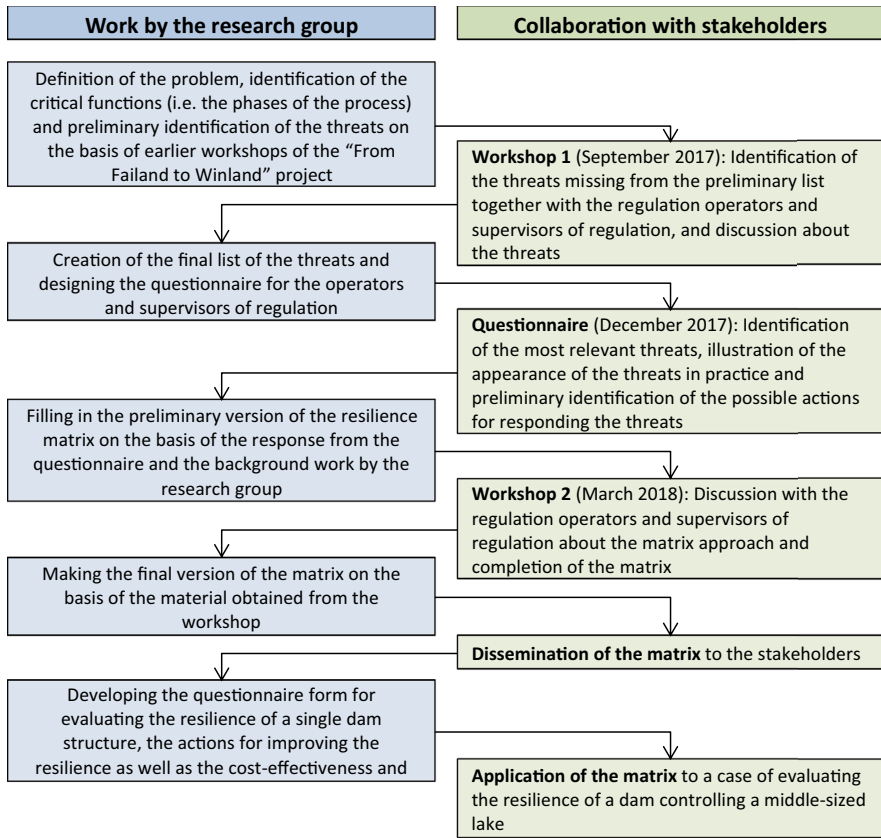 Work by the research group
Collaboration with stakeholders
Definition of the problem, identification of the
critical functions (i.e. the phases of the process)
and preliminary identification of the threats on
the basis of earlier workshops of the “From
Failand to Winland” project
Workshop 1 (September 2017): Identification of
the threats missing from the preliminary list
together with the regulation operators and
supervisors of regulation, and discussion about
the threats
Creation of the final list of the threats and
designing the questionnaire for the operators
and supervisors of regulation
Questionnaire (December 2017): Identification
of the most relevant threats, illustration of the
appearance of the threats in practice and
preliminary identification of the possible actions
for responding the threats
Filling in the preliminary version of the resilience
matrix on the basis of the response from the
questionnaire and the background work by the
research group
Workshop 2 (March 2018): Discussion with the
regulation operators and supervisors of
regulation about the matrix approach and
completion of the matrix
Making the final version of the matrix on the
basis of the material obtained from the
workshop
Dissemination of the matrix to the stakeholders
Developing the questionnaire form for
evaluating the resilience of a single dam
structure, the actions for improving the
resilience as well as the cost-effectiveness and
Application of the matrix to a case of evaluating
the resilience of a dam controlling a middle-sized
lake